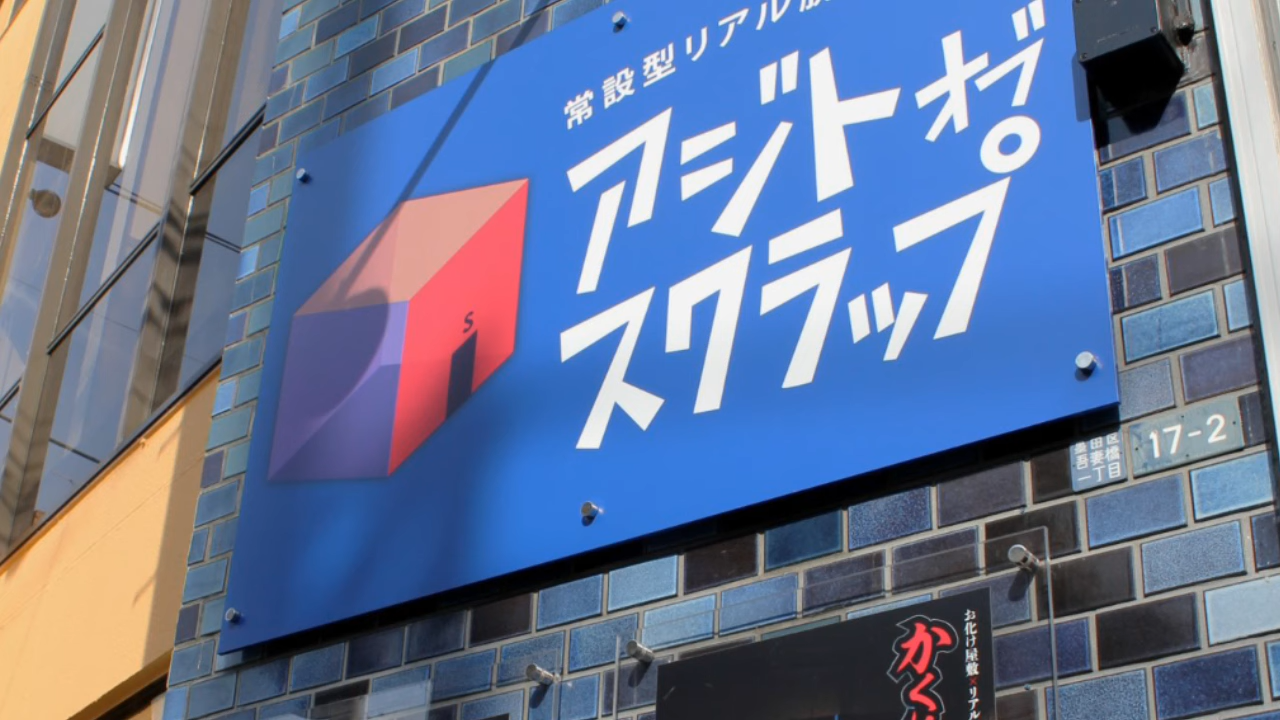 常設型リアル脱
アジトオブ
スクラップ
S
墨田区
吾妻橋
一丁目
17-2
お化け屋敷×リアル
かく